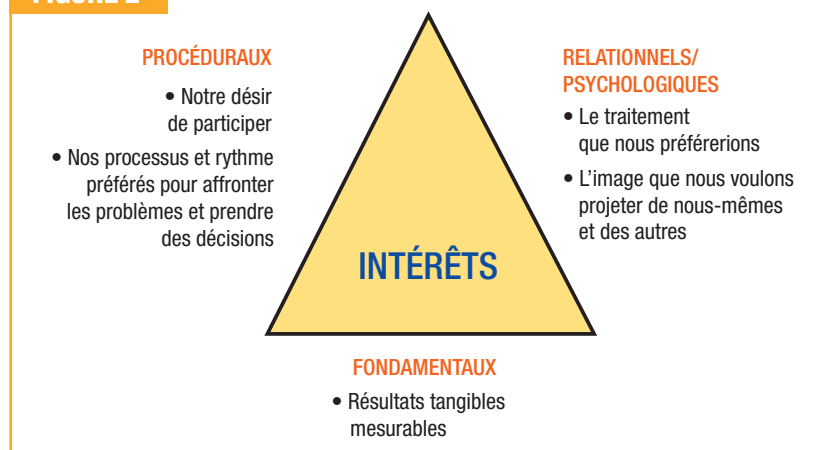 FIGURE 2
PROCÉDURAUX
• Notre désir
de participer
• Nos processus et rythme
préférés pour affronter
les problèmes et prendre
des décisions
RELATIONNELS/
PSYCHOLOGIQUES
• Le traitement
que nous préférerions
• L’image que nous voulons
projeter de nous-mêmes
et des autres
INTÉRÊTS
FONDAMENTAUX
• Résultats tangibles
mesurables